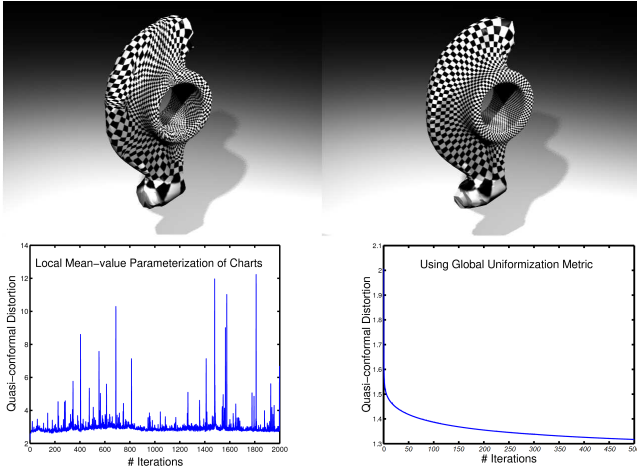 Local Mean−value Parameterization of Charts
Quasi−conformal Distortion
14
12
10
8
6
4
2
0 200 400 600 800 1000 1200 1400 1600 1800 2000
# Iterations
Using Global Uniformization Metric
Quasi−conformal Distortion
2.1
2
1.9
1.8
1.7
1.6
1.5
1.4
1.3
0 50 100 150 200 250 300 350 400 450 500
# Iterations